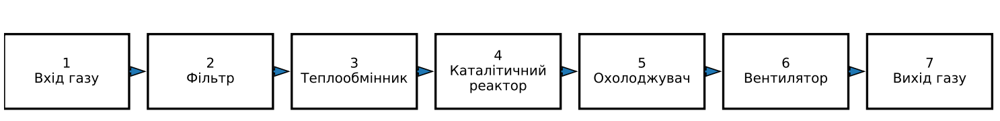 1
Вхід газу
2
Фільтр
3
Теплообмінник
4
Каталітичний
реактор
5
Охолоджувач
6
Вентилятор
7
Вихід газу